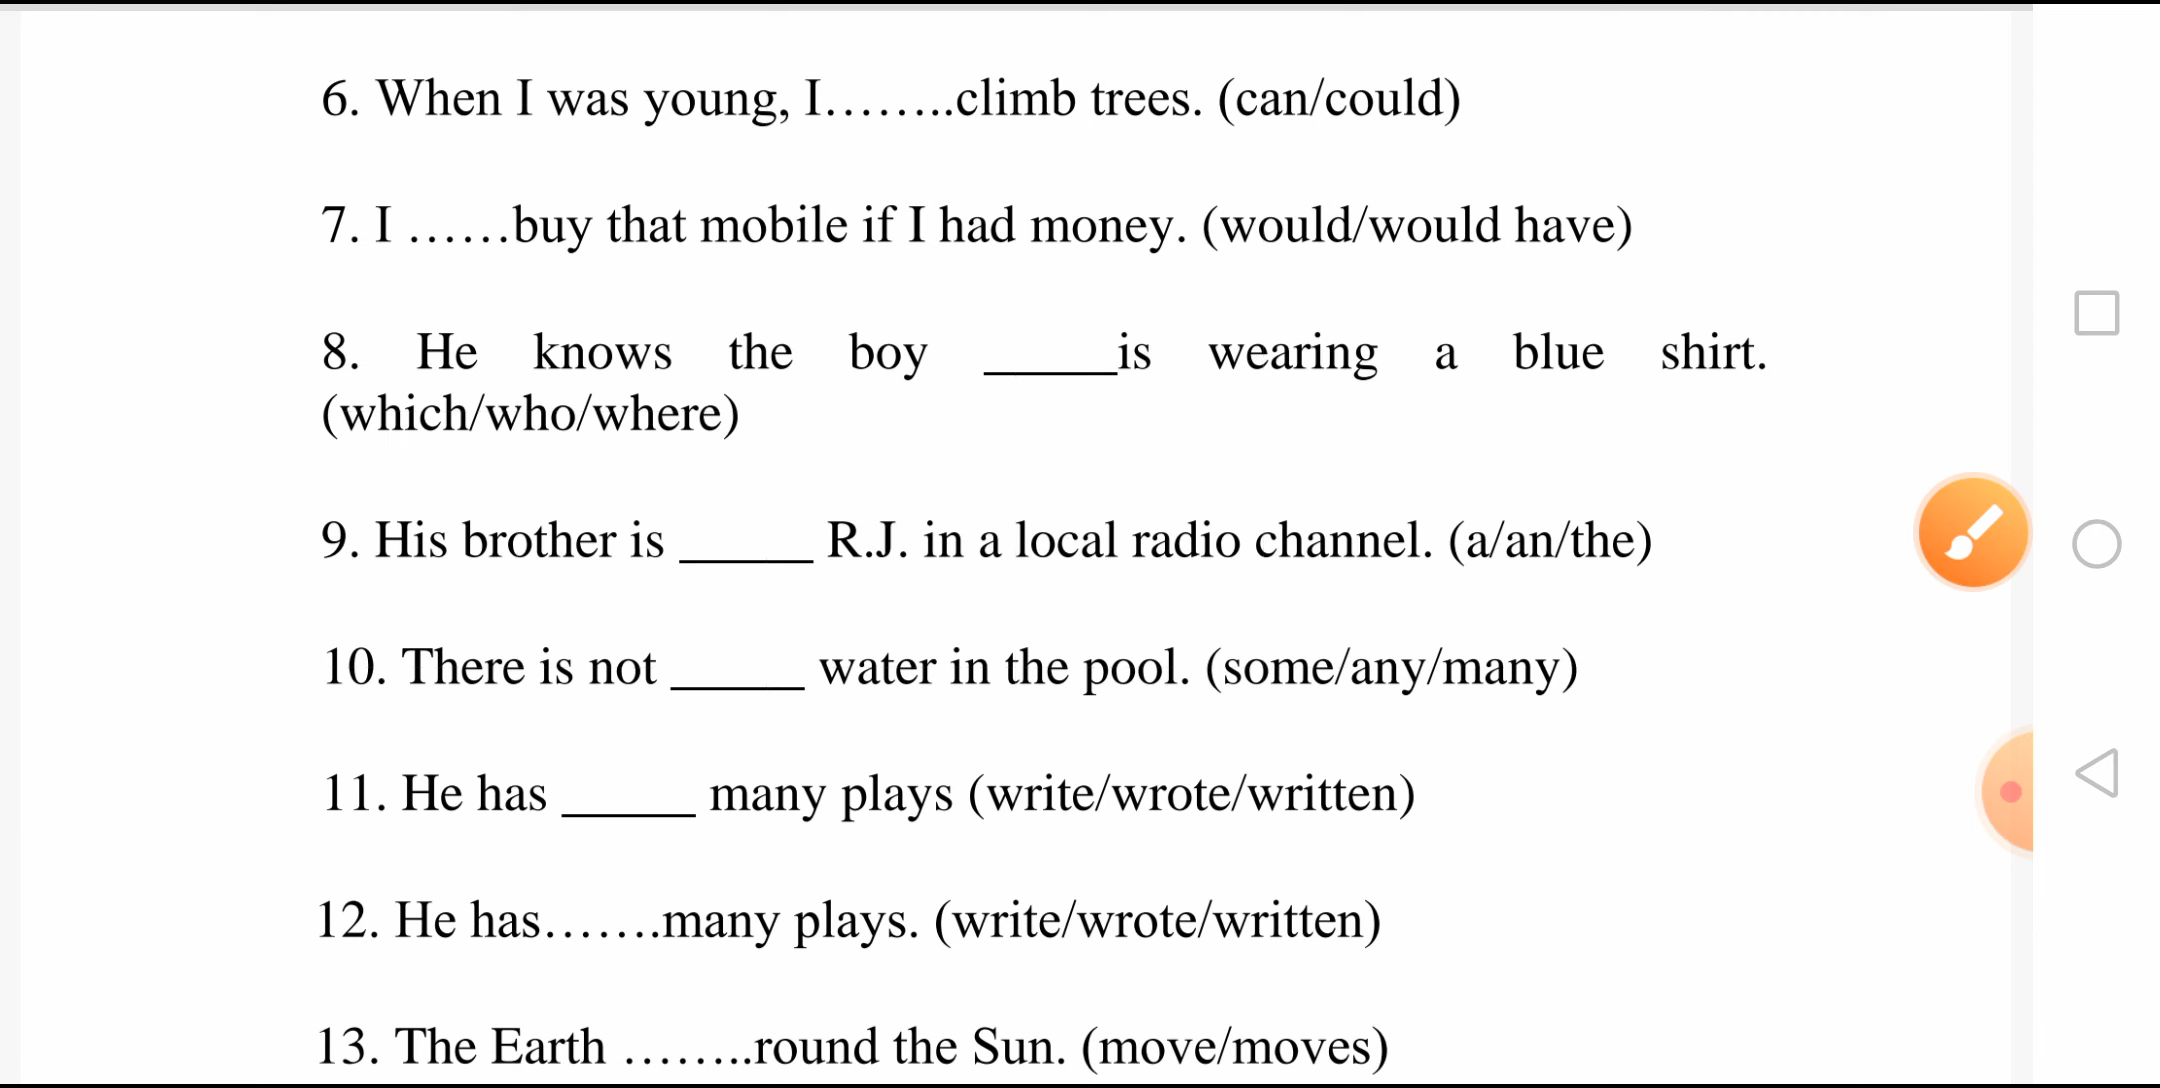 6. When I was young, I........climb trees. (can/could)
7. I ......buy that mobile if I had money. (would/would have)
8. He knows the boy _____is wearing a blue shirt.
(which/who/where)
9. His brother is _____ R.J. in a local radio channel. (a/an/the)
10. There is not _____ water in the pool. (some/any/many)
11. He has _____ many plays (write/wrote/written)
12. He has.......many plays. (write/wrote/written)
13. The Earth ........round the Sun. (move/moves)